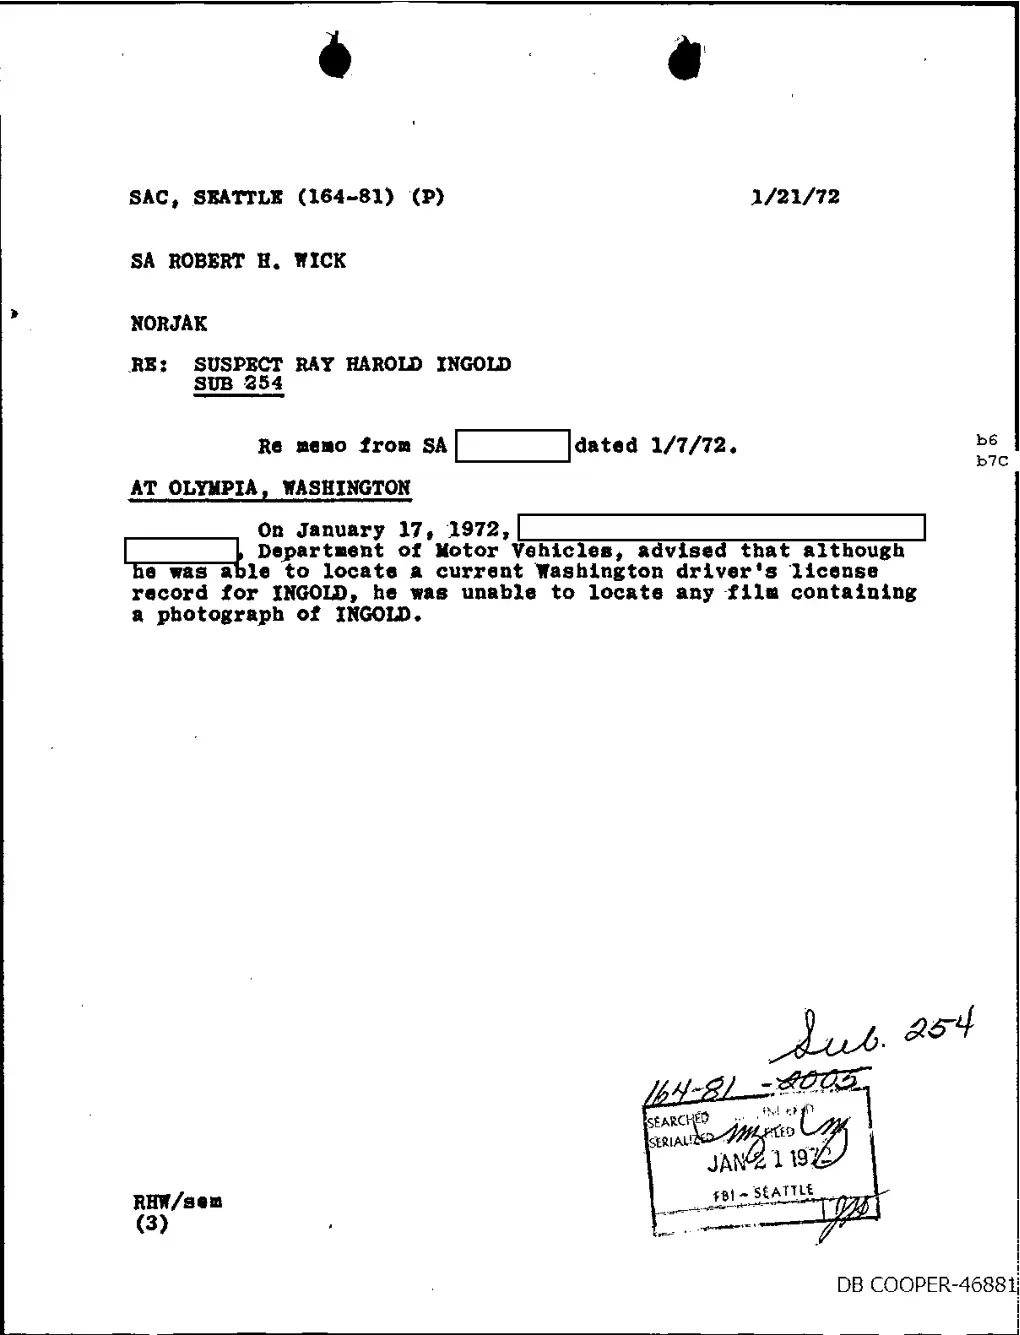 SAC, SEATTLE (164-81) (P) 1/21/72
SA ROBERT H. WICK
NORJAK
RE: SUSPECT RAY HAROLD INGOLD
SUB 254
Re memo from SA dated 1/7/72.
b6
b7C
AT OLYMPIA, WASHINGTON
On January 17, 1972,
, Department of Motor Vehicles, advised that although
he was able to locate a current Washington driver's license
record for INGOLD, he was unable to locate any film containing
a photograph of INGOLD.
Sub. 254
164-81 -2005
SEARCHED
SERIALIZED FILED
JAN 21 1972
FBI - SEATTLE
RHW/sem
(3)
DB COOPER-46881